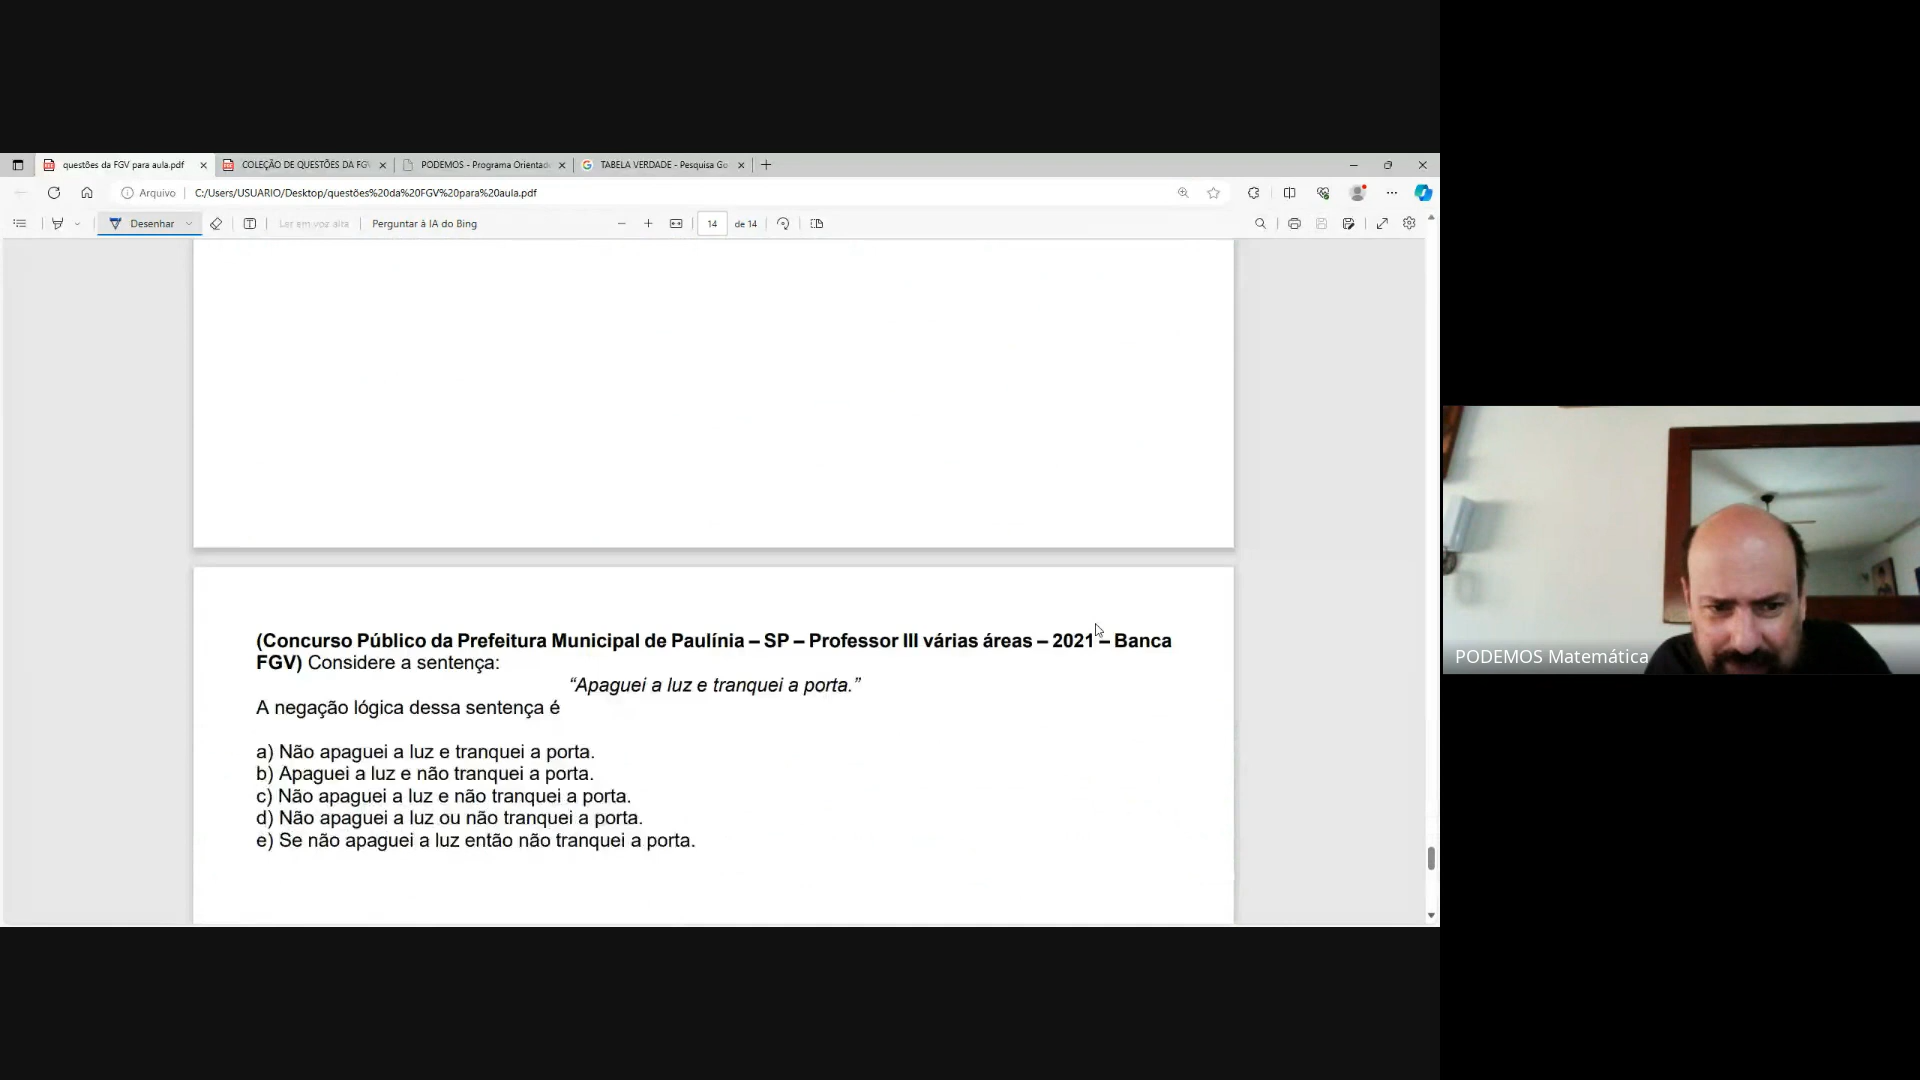 questões da FGV para aula.pdf
COLEÇÃO DE QUESTÕES DA FG
PODEMOS - Programa Orientad
TABELA VERDADE - Pesquisa Go
Arquivo
C:/Users/USUARIO/Desktop/questões%20da%20FGV%20para%20aula.pdf
Desenhar
Ler em voz alta
Perguntar à IA do Bing
14
de 14
(Concurso Público da Prefeitura Municipal de Paulínia – SP – Professor III várias áreas – 2021 – Banca
FGV) Considere a sentença:
“Apaguei a luz e tranquei a porta.”
A negação lógica dessa sentença é
a) Não apaguei a luz e tranquei a porta.
b) Apaguei a luz e não tranquei a porta.
c) Não apaguei a luz e não tranquei a porta.
d) Não apaguei a luz ou não tranquei a porta.
e) Se não apaguei a luz então não tranquei a porta.
PODEMOS Matemática